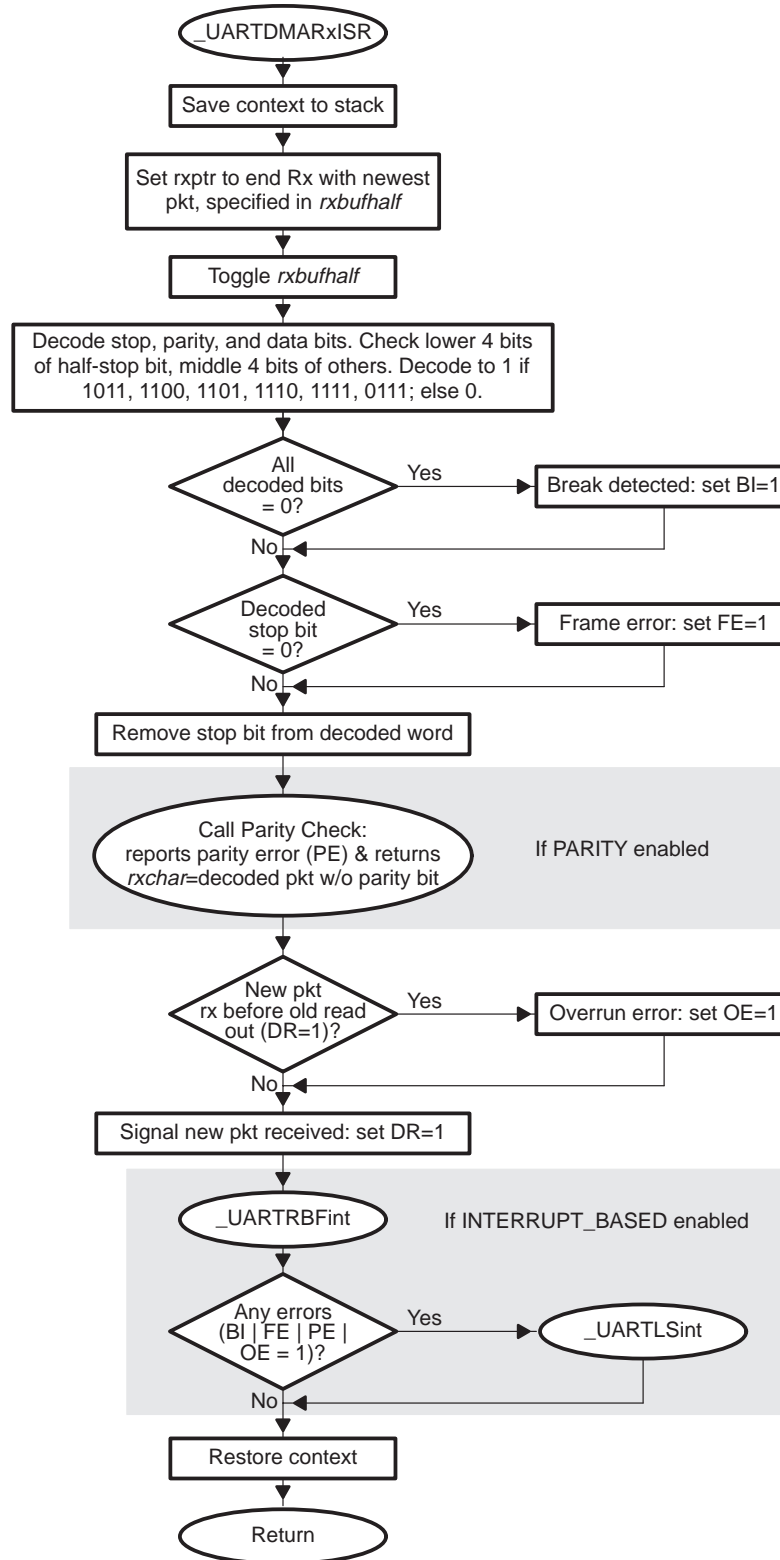 _UARTDMARxISR
Save context to stack
Set rxptr to end Rx with newest
pkt, specified in rxbufhalf
Toggle rxbufhalf
Decode stop, parity, and data bits. Check lower 4 bits
of half-stop bit, middle 4 bits of others. Decode to 1 if
1011, 1100, 1101, 1110, 1111, 0111; else 0.
All
decoded bits
= 0?
Yes
Break detected: set BI=1
No
Decoded
stop bit
= 0?
Yes
Frame error: set FE=1
No
Remove stop bit from decoded word
Call Parity Check:
reports parity error (PE) & returns
rxchar=decoded pkt w/o parity bit
If PARITY enabled
New pkt
rx before old read
out (DR=1)?
Yes
Overrun error: set OE=1
No
Signal new pkt received: set DR=1
_UARTRBFint
If INTERRUPT_BASED enabled
Any errors
(BI | FE | PE |
OE = 1)?
Yes
_UARTLSint
No
Restore context
Return